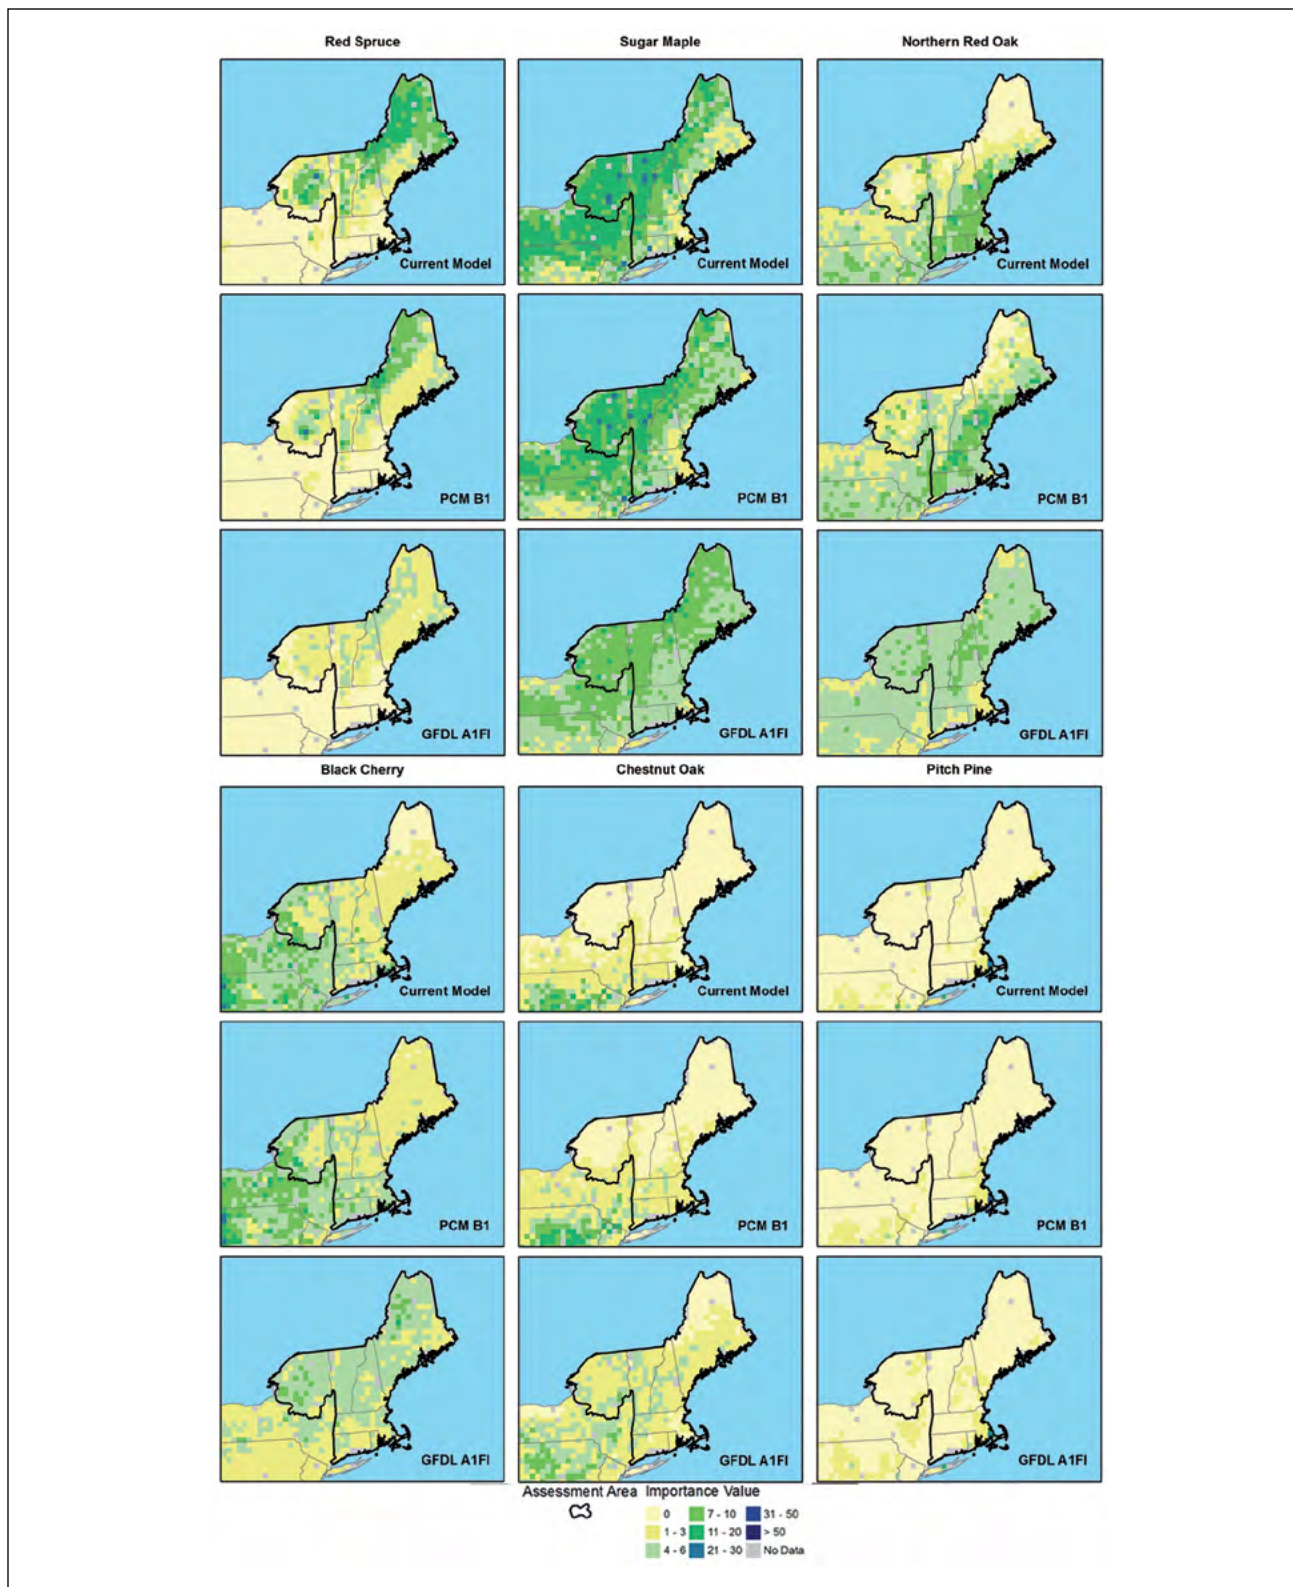 Red Spruce Sugar Maple Northern Red Oak
Current Model Current Model Current Model
PCM B1 PCM B1 PCM B1
GFDL A1FI GFDL A1FI GFDL A1FI
Black Cherry Chestnut Oak Pitch Pine
Current Model Current Model Current Model
PCM B1 PCM B1 PCM B1
GFDL A1FI GFDL A1FI GFDL A1FI
Assessment Area Importance Value
0 7 - 10 31 - 50
1 - 3 11 - 20 > 50
4 - 6 21 - 30 No Data